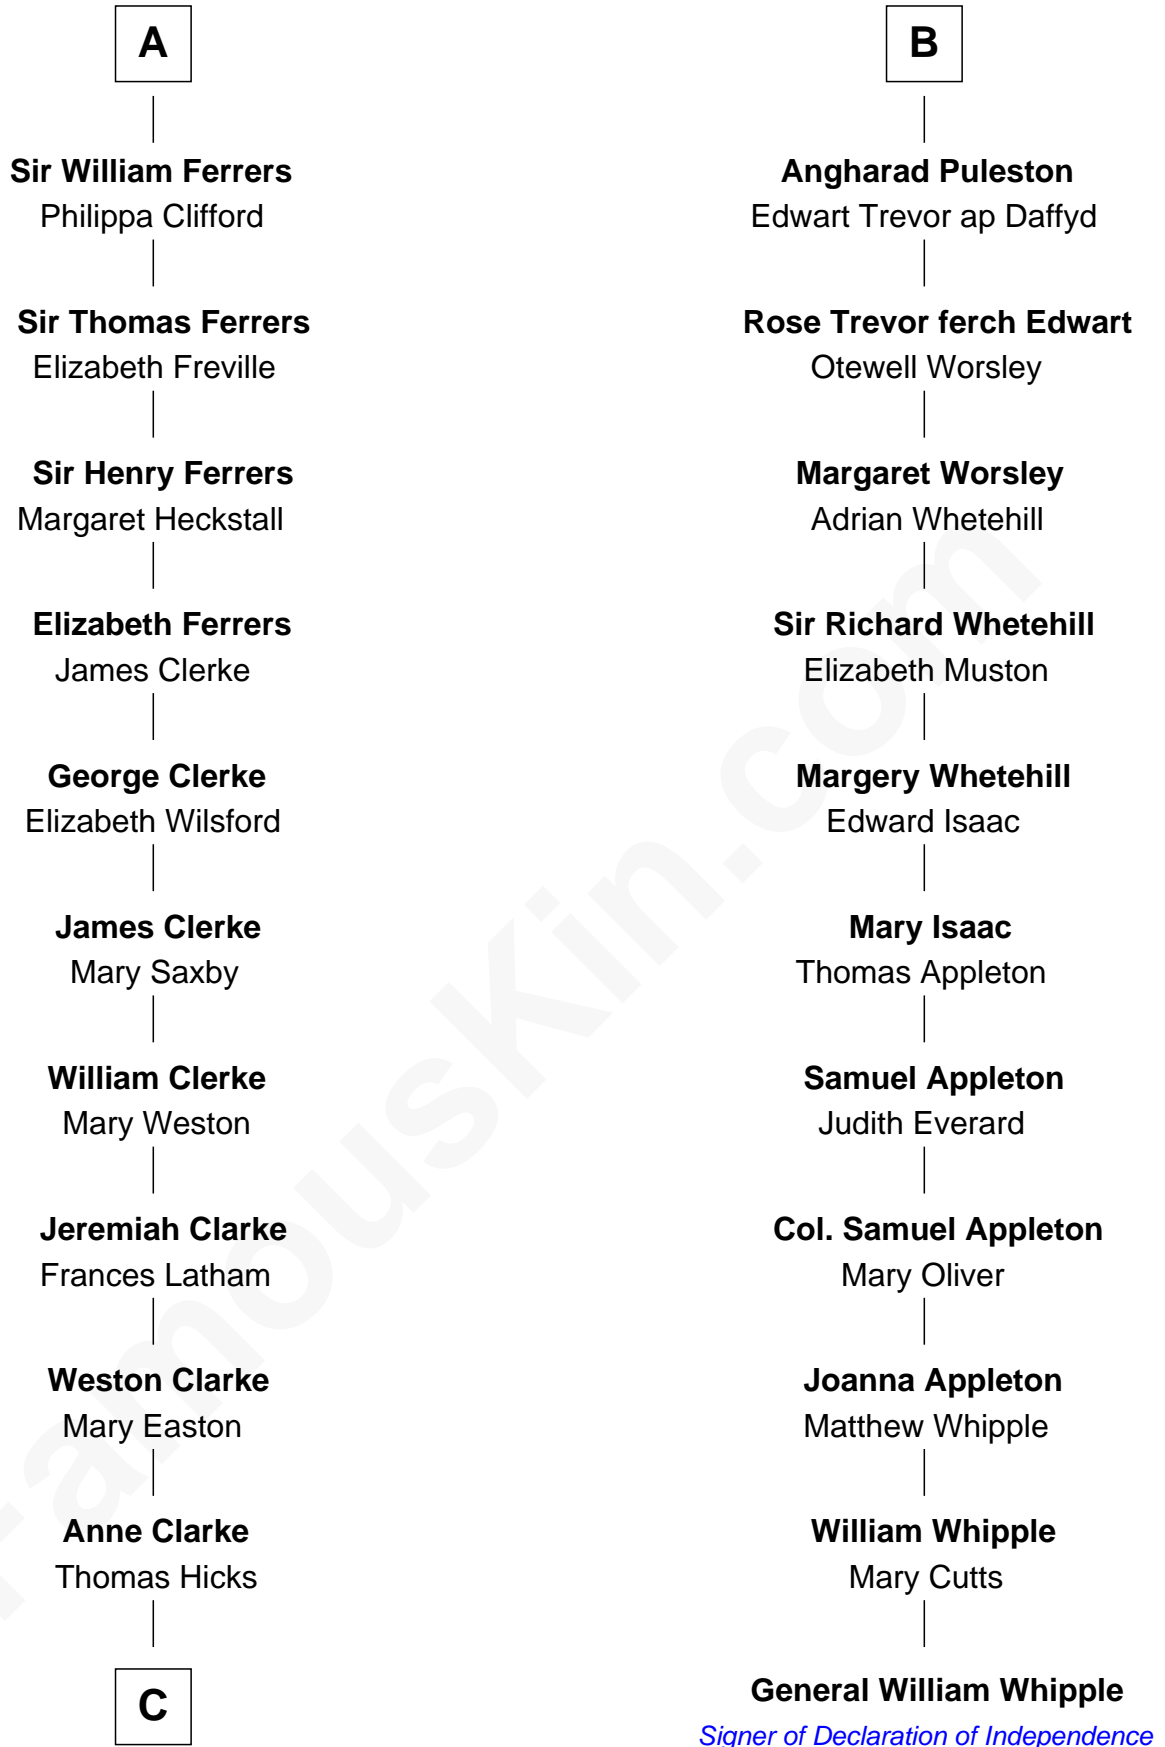 A
Sir William Ferrers
Philippa Clifford
Sir Thomas Ferrers
Elizabeth Freville
Sir Henry Ferrers
Margaret Heckstall
Elizabeth Ferrers
James Clerke
George Clerke
Elizabeth Wilsford
James Clerke
Mary Saxby
William Clerke
Mary Weston
Jeremiah Clarke
Frances Latham
Weston Clarke
Mary Easton
Anne Clarke
Thomas Hicks
C
B
Angharad Puleston
Edwart Trevor ap Daffyd
Rose Trevor ferch Edwart
Otewell Worsley
Margaret Worsley
Adrian Whetehill
Sir Richard Whetehill
Elizabeth Muston
Margery Whetehill
Edward Isaac
Mary Isaac
Thomas Appleton
Samuel Appleton
Judith Everard
Col. Samuel Appleton
Mary Oliver
Joanna Appleton
Matthew Whipple
William Whipple
Mary Cutts
General William Whipple
Signer of Declaration of Independence
FamousKin.com